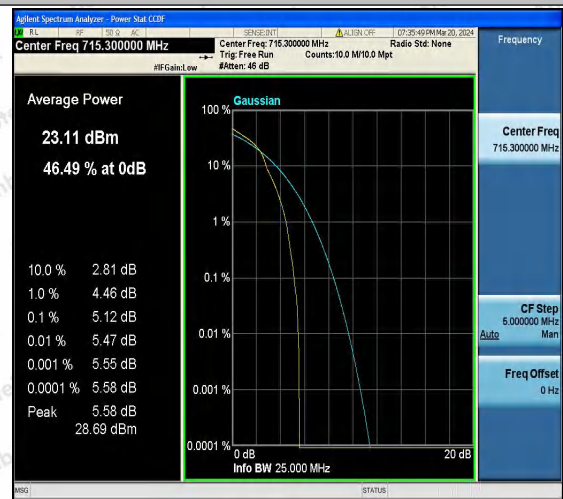 Agilent Spectrum Analyzer - Power Stat CCDF
RL RF 50 Ω AC SENSE:INT ALIGN OFF 07:35:49 PM Mar 20, 2024
Center Freq 715.300000 MHz
Center Freq: 715.300000 MHz Radio Std: None
Trig: Free Run Counts:10.0 M/10.0 Mpt
#IFGain:Low #Atten: 46 dB
Frequency
Average Power
23.11 dBm
46.49 % at 0dB
10.0 % 2.81 dB
1.0 % 4.46 dB
0.1 % 5.12 dB
0.01 % 5.47 dB
0.001 % 5.55 dB
0.0001 % 5.58 dB
Peak 5.58 dB
28.69 dBm
Gaussian
100 %
10 %
1 %
0.1 %
0.01 %
0.001 %
0.0001 %
0 dB 20 dB
Info BW 25.000 MHz
Center Freq
715.300000 MHz
CF Step
5.000000 MHz
Auto Man
Freq Offset
0 Hz
MSG STATUS